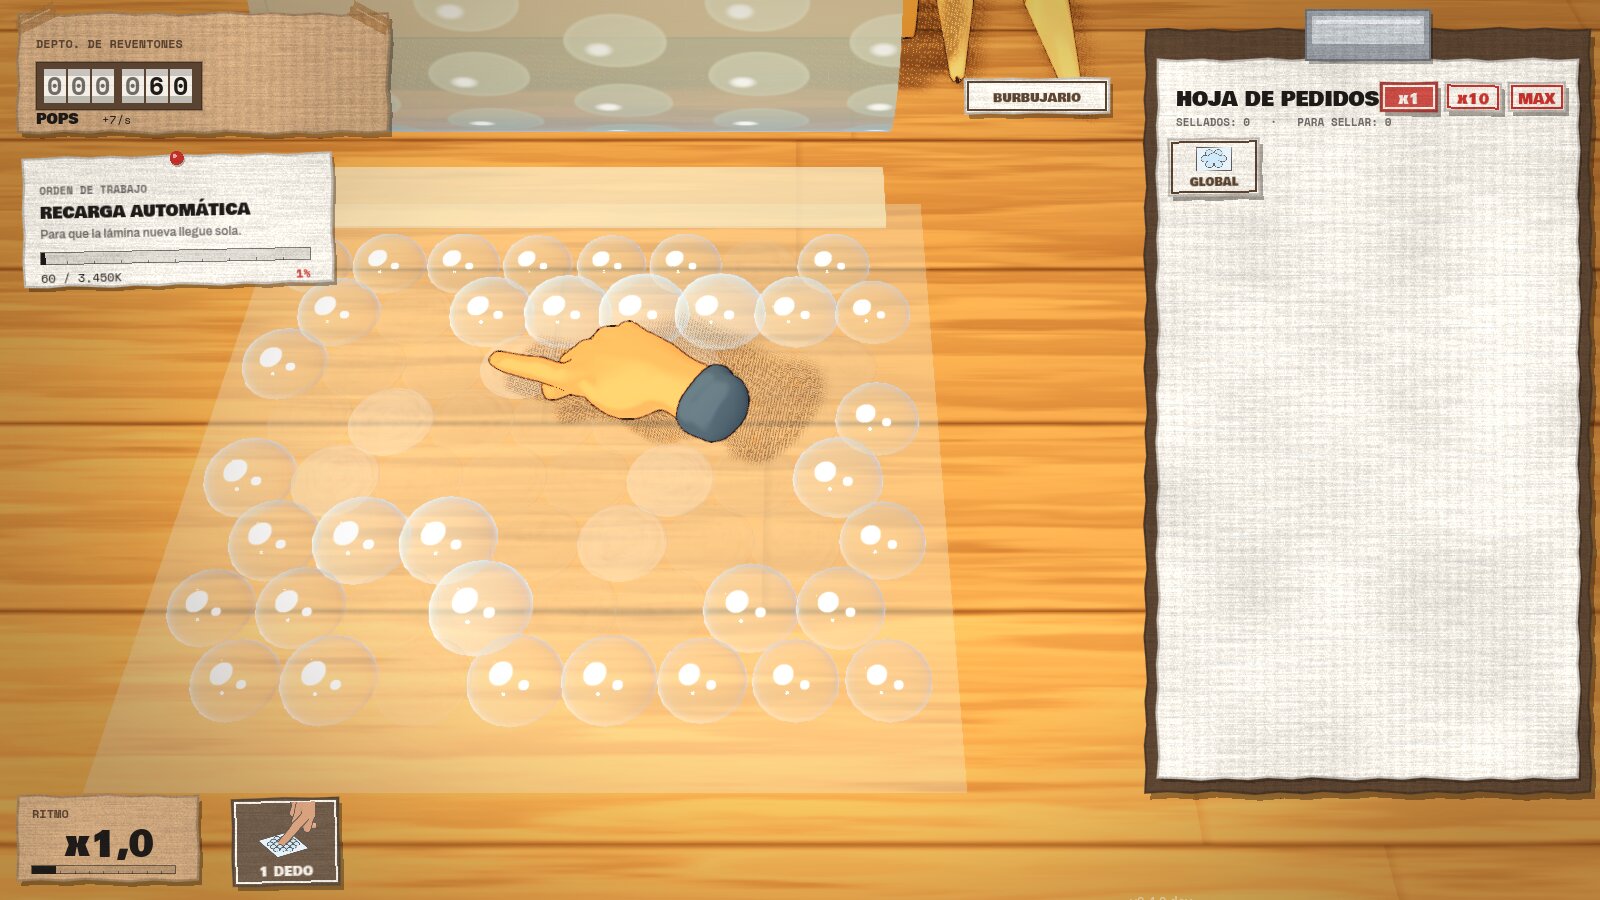 DEPTO. DE REVENTONES
000 060
POPS +7/s
ORDEN DE TRABAJO
RECARGA AUTOMÁTICA
Para que la lámina nueva llegue sola.
60 / 3.450K 1%
BURBUJARIO
HOJA DE PEDIDOS x1 x10 MAX
SELLADOS: 0 · PARA SELLAR: 0
GLOBAL
RITMO
x1,0
1 DEDO